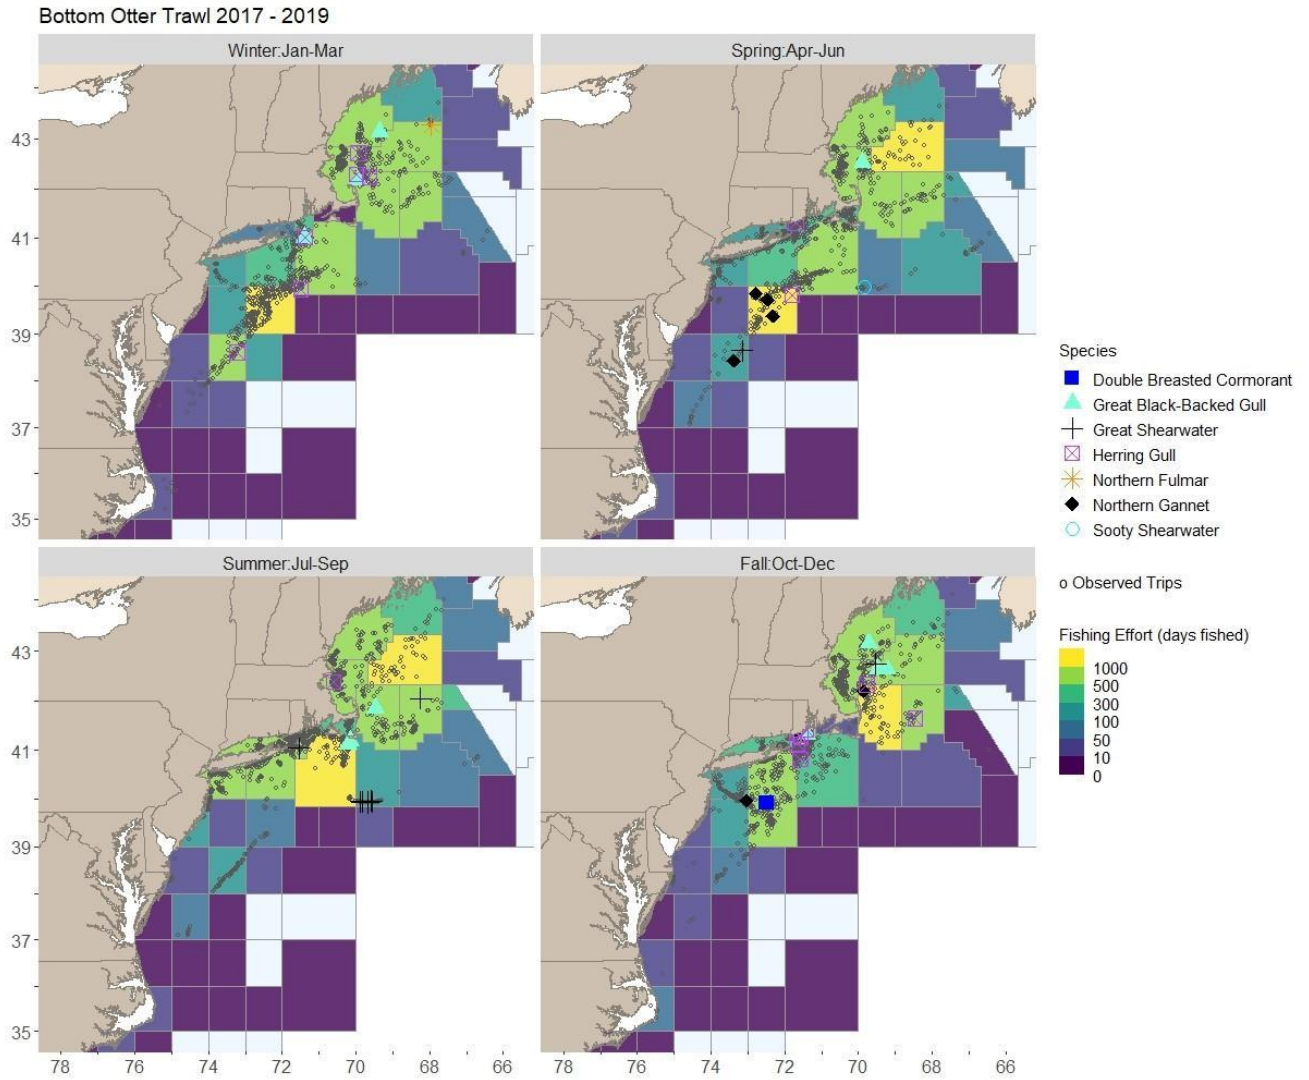 Bottom Otter Trawl 2017 - 2019
Winter:Jan-Mar
Spring:Apr-Jun
43
41
39
37
35
Summer:Jul-Sep
Fall:Oct-Dec
43
41
39
37
35
78 76 74 72 70 68 66
78 76 74 72 70 68 66
Species
Double Breasted Cormorant
Great Black-Backed Gull
Great Shearwater
Herring Gull
Northern Fulmar
Northern Gannet
Sooty Shearwater
o Observed Trips
Fishing Effort (days fished)
1000
500
300
100
50
10
0